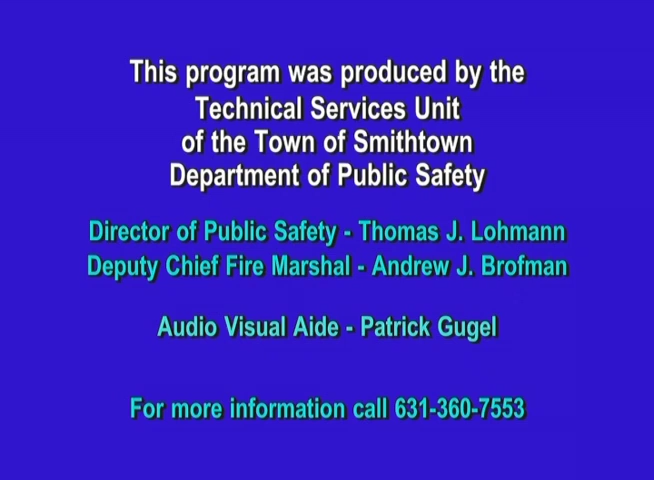 This program was produced by the
Technical Services Unit
of the Town of Smithtown
Department of Public Safety
Director of Public Safety - Thomas J. Lohmann
Deputy Chief Fire Marshal - Andrew J. Brofman
Audio Visual Aide - Patrick Gugel
For more information call 631-360-7553